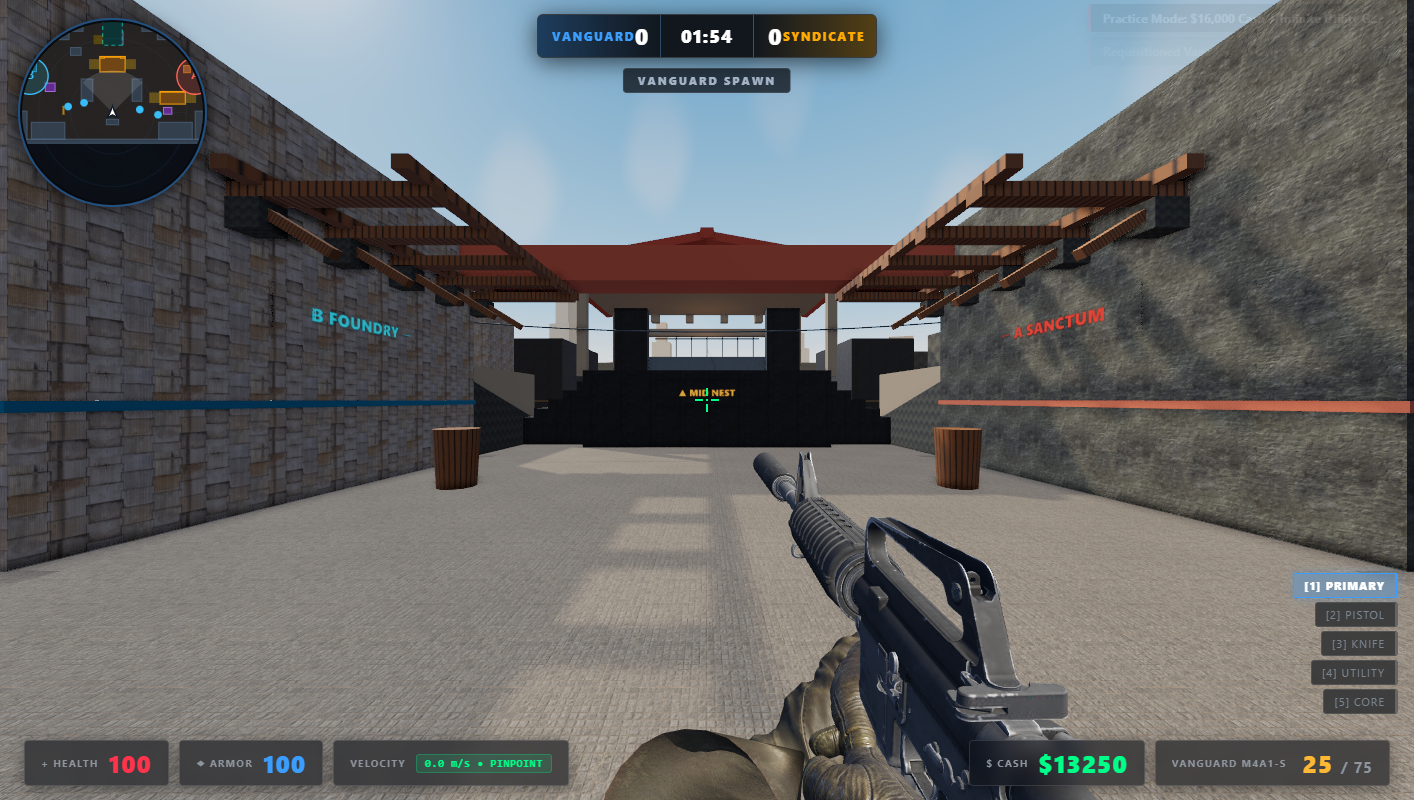 Practice Mode: $16,000 Cash
VANGUARD 0 01:54 0 SYNDICATE
VANGUARD SPAWN
B
A
B FOUNDRY
A SANCTUM
▲ MID NEST
[1] PRIMARY
[2] PISTOL
[3] KNIFE
[4] UTILITY
[5] CORE
+ HEALTH 100
ARMOR 100
VELOCITY 0.0 m/s • PINPOINT
$ CASH $13250
VANGUARD M4A1-S 25 / 75